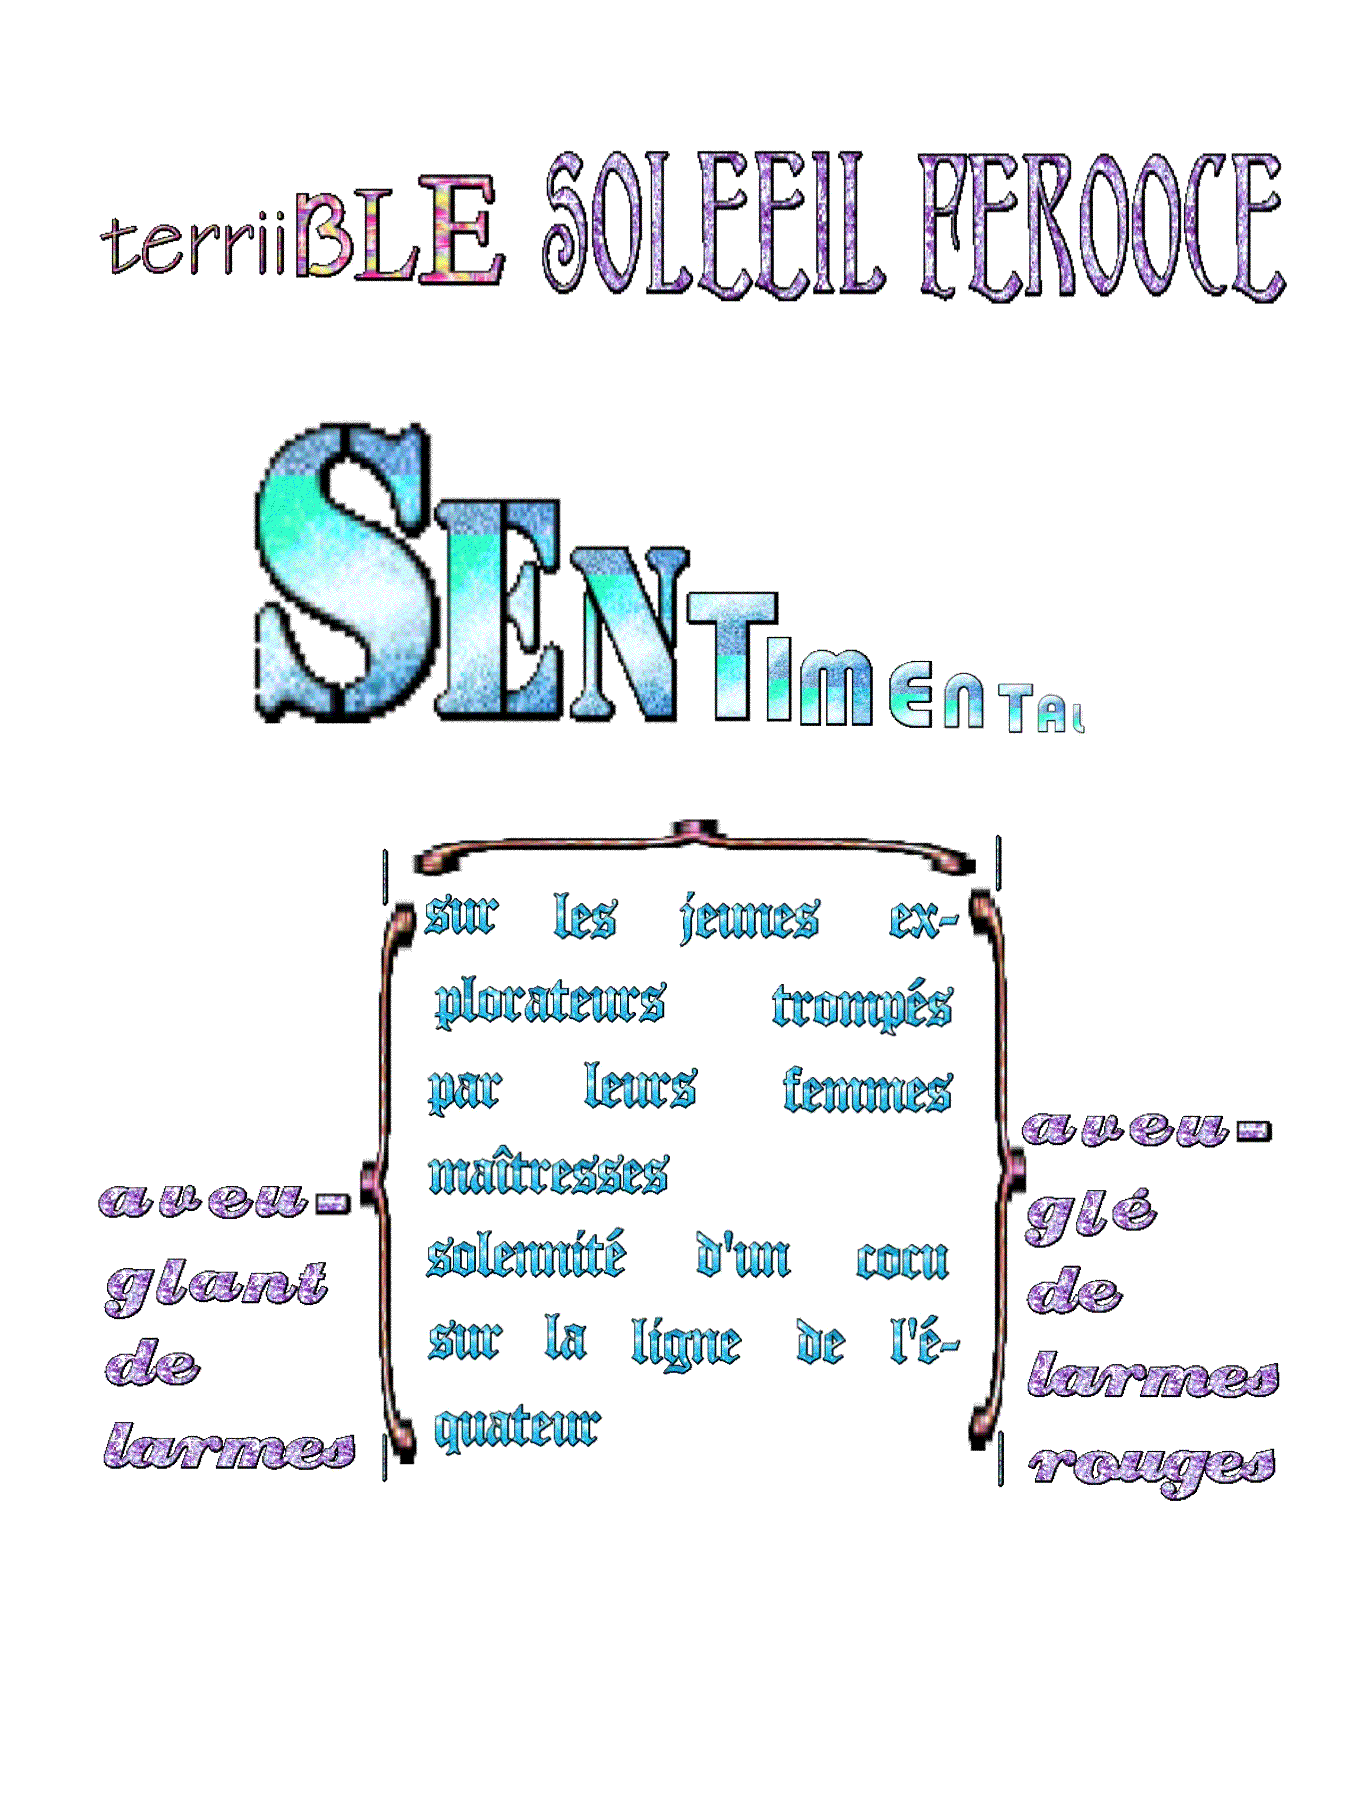 terriiBLE SOLEEIL FEROOCE
SENTIMENTAL
sur les jeunes ex-
plorateurs trompés
par leurs femmes
maîtresses
solennité d'un cocu
sur la ligne de l'é-
quateur
aveu-
glant
de
larmes
aveu-
glé
de
larmes
rouges